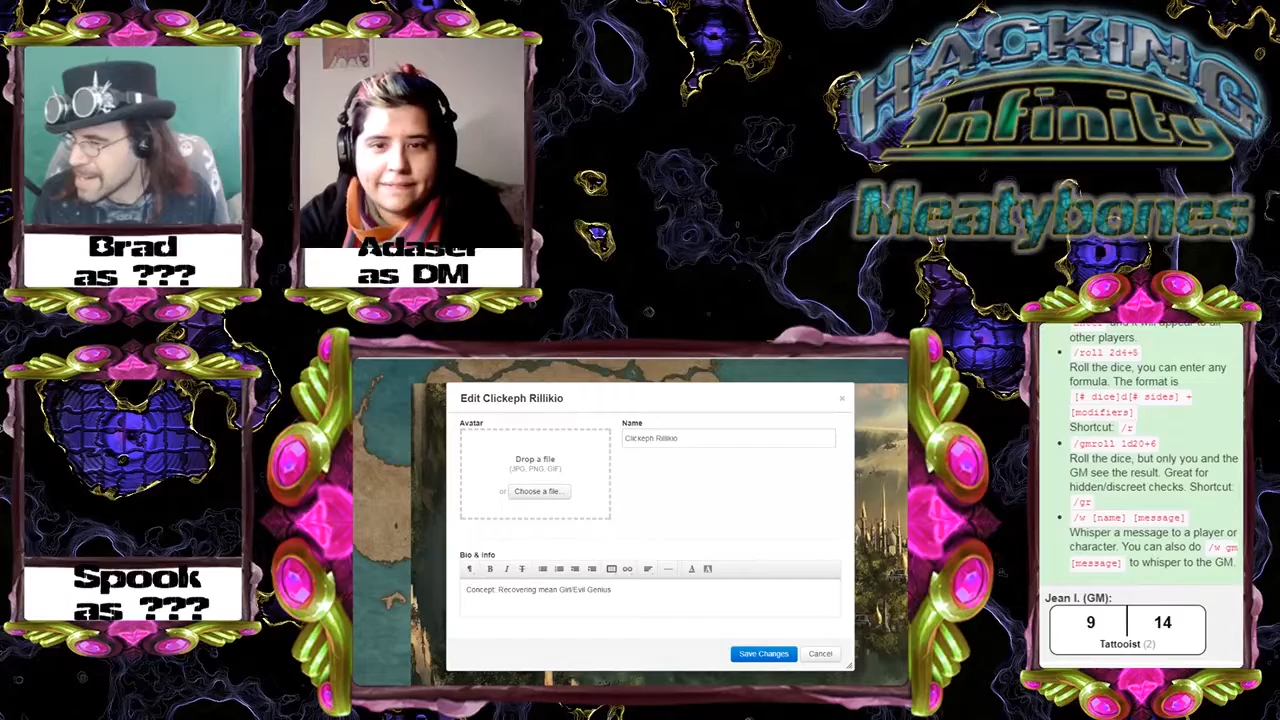 HACKING
Infinity
Meatybones
Brad
as ???
Adaser
as DM
Spook
as ???
Edit Clickeph Rillikio
×
Avatar
Name
Clickeph Rillikio
Drop a file
(JPG, PNG, GIF)
or Choose a file...
Bio & Info
Concept: Recovering mean Girl/Evil Genius
Save Changes
Cancel
other players.
/roll 2d4+5
Roll the dice, you can enter any
formula. The format is
[# dice]d[# sides] +
[modifiers]
Shortcut: /r
/gmroll 1d20+6
Roll the dice, but only you and the
GM see the result. Great for
hidden/discreet checks. Shortcut:
/gr
/w [name] [message]
Whisper a message to a player or
character. You can also do /w gm
[message] to whisper to the GM.
Jean I. (GM):
9 14
Tattooist (2)